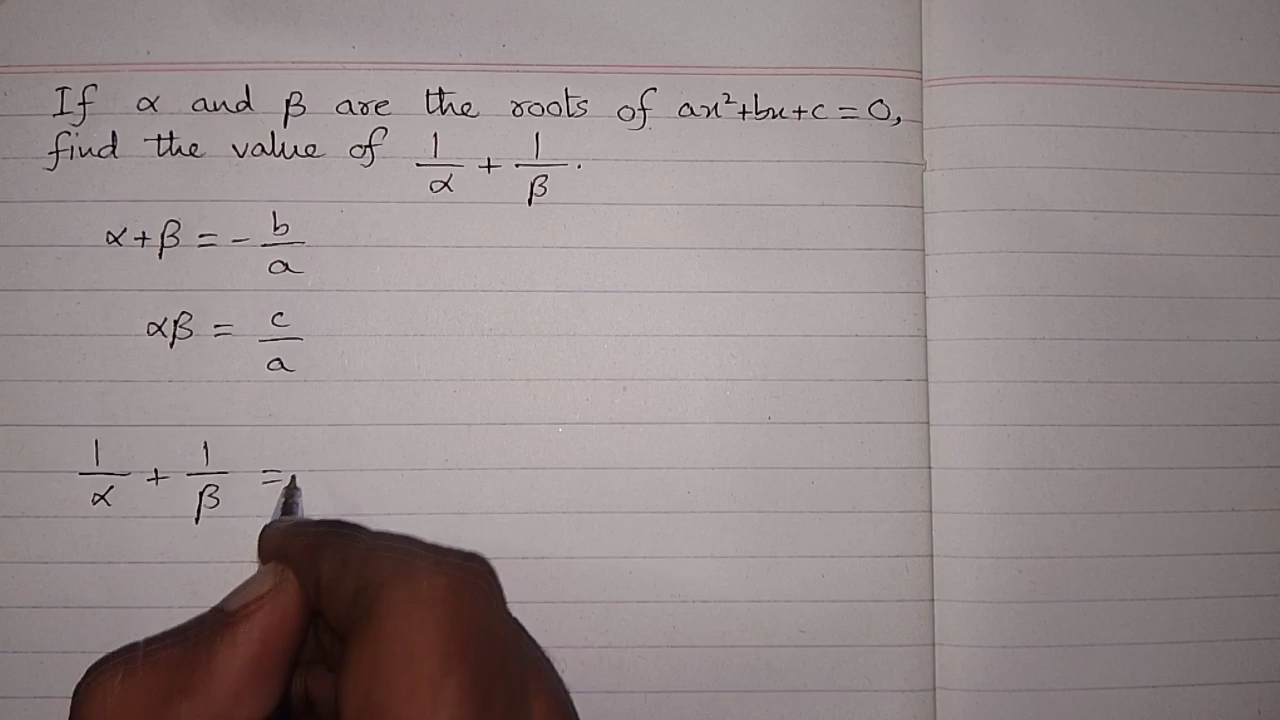 If α and β are the roots of ax²+bx+c = 0,
find the value of 1/α + 1/β.
α+β = - b/a
αβ = c/a
1/α + 1/β =